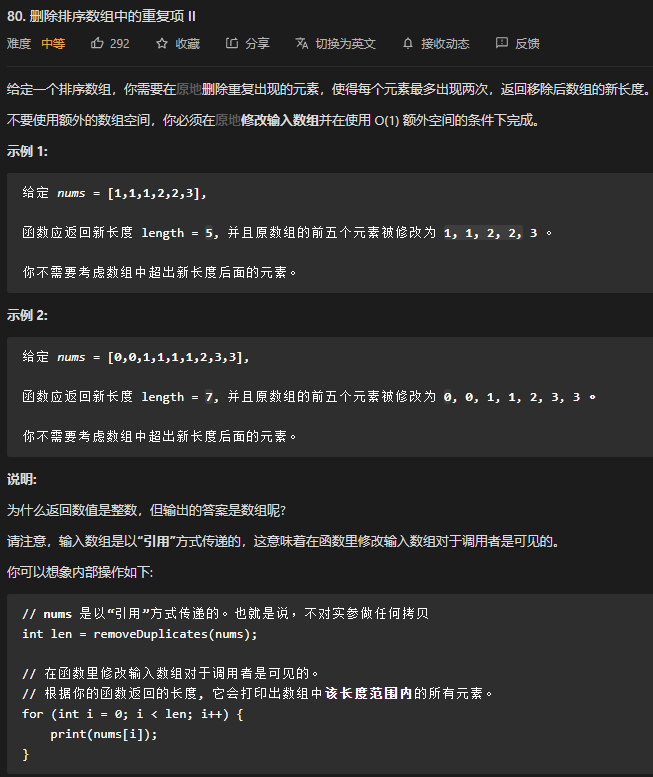 80. 删除排序数组中的重复项 II
难度 中等 292 收藏 分享 切换为英文 接收动态 反馈
给定一个排序数组，你需要在原地删除重复出现的元素，使得每个元素最多出现两次，返回移除后数组的新长度。
不要使用额外的数组空间，你必须在原地修改输入数组并在使用 O(1) 额外空间的条件下完成。
示例 1:
给定 nums = [1,1,1,2,2,3],
函数应返回新长度 length = 5, 并且原数组的前五个元素被修改为 1, 1, 2, 2, 3 。
你不需要考虑数组中超出新长度后面的元素。
示例 2:
给定 nums = [0,0,1,1,1,1,2,3,3],
函数应返回新长度 length = 7, 并且原数组的前五个元素被修改为 0, 0, 1, 1, 2, 3, 3 。
你不需要考虑数组中超出新长度后面的元素。
说明:
为什么返回数值是整数，但输出的答案是数组呢?
请注意，输入数组是以“引用”方式传递的，这意味着在函数里修改输入数组对于调用者是可见的。
你可以想象内部操作如下:
// nums 是以“引用”方式传递的。也就是说，不对实参做任何拷贝
int len = removeDuplicates(nums);
// 在函数里修改输入数组对于调用者是可见的。
// 根据你的函数返回的长度, 它会打印出数组中该长度范围内的所有元素。
for (int i = 0; i < len; i++) {
    print(nums[i]);
}